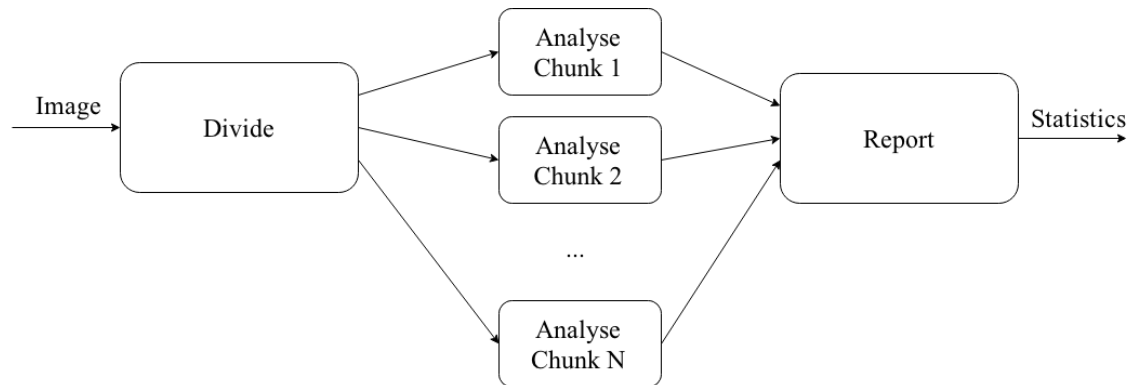 Image
Divide
Analyse
Chunk 1
Analyse
Chunk 2
...
Analyse
Chunk N
Report
Statistics